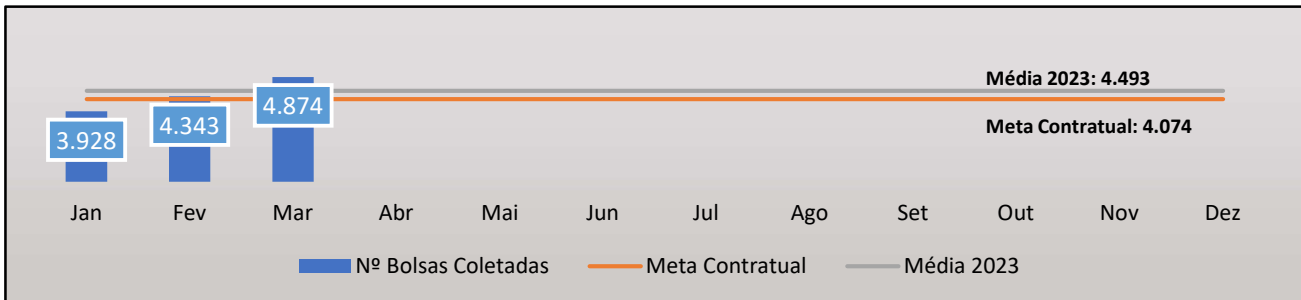 Média 2023: 4.493
4.874
4.343
3.928
Meta Contratual: 4.074
Jan Fev Mar Abr Mai Jun Jul Ago Set Out Nov Dez
Nº Bolsas Coletadas Meta Contratual Média 2023